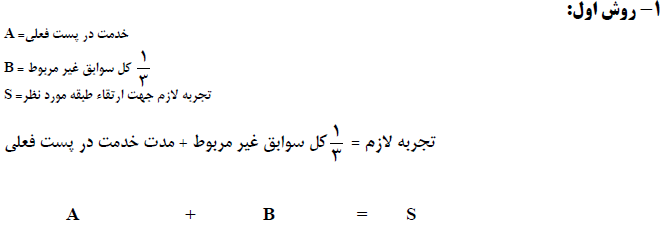 ۱- روش اول:
خدمت در پست فعلی= A
۱/۳ کل سوابق غیر مربوط = B
تجربه لازم جهت ارتقاء طبقه مورد نظر= S
تجربه لازم = ۱/۳ کل سوابق غیر مربوط + مدت خدمت در پست فعلی
A + B = S